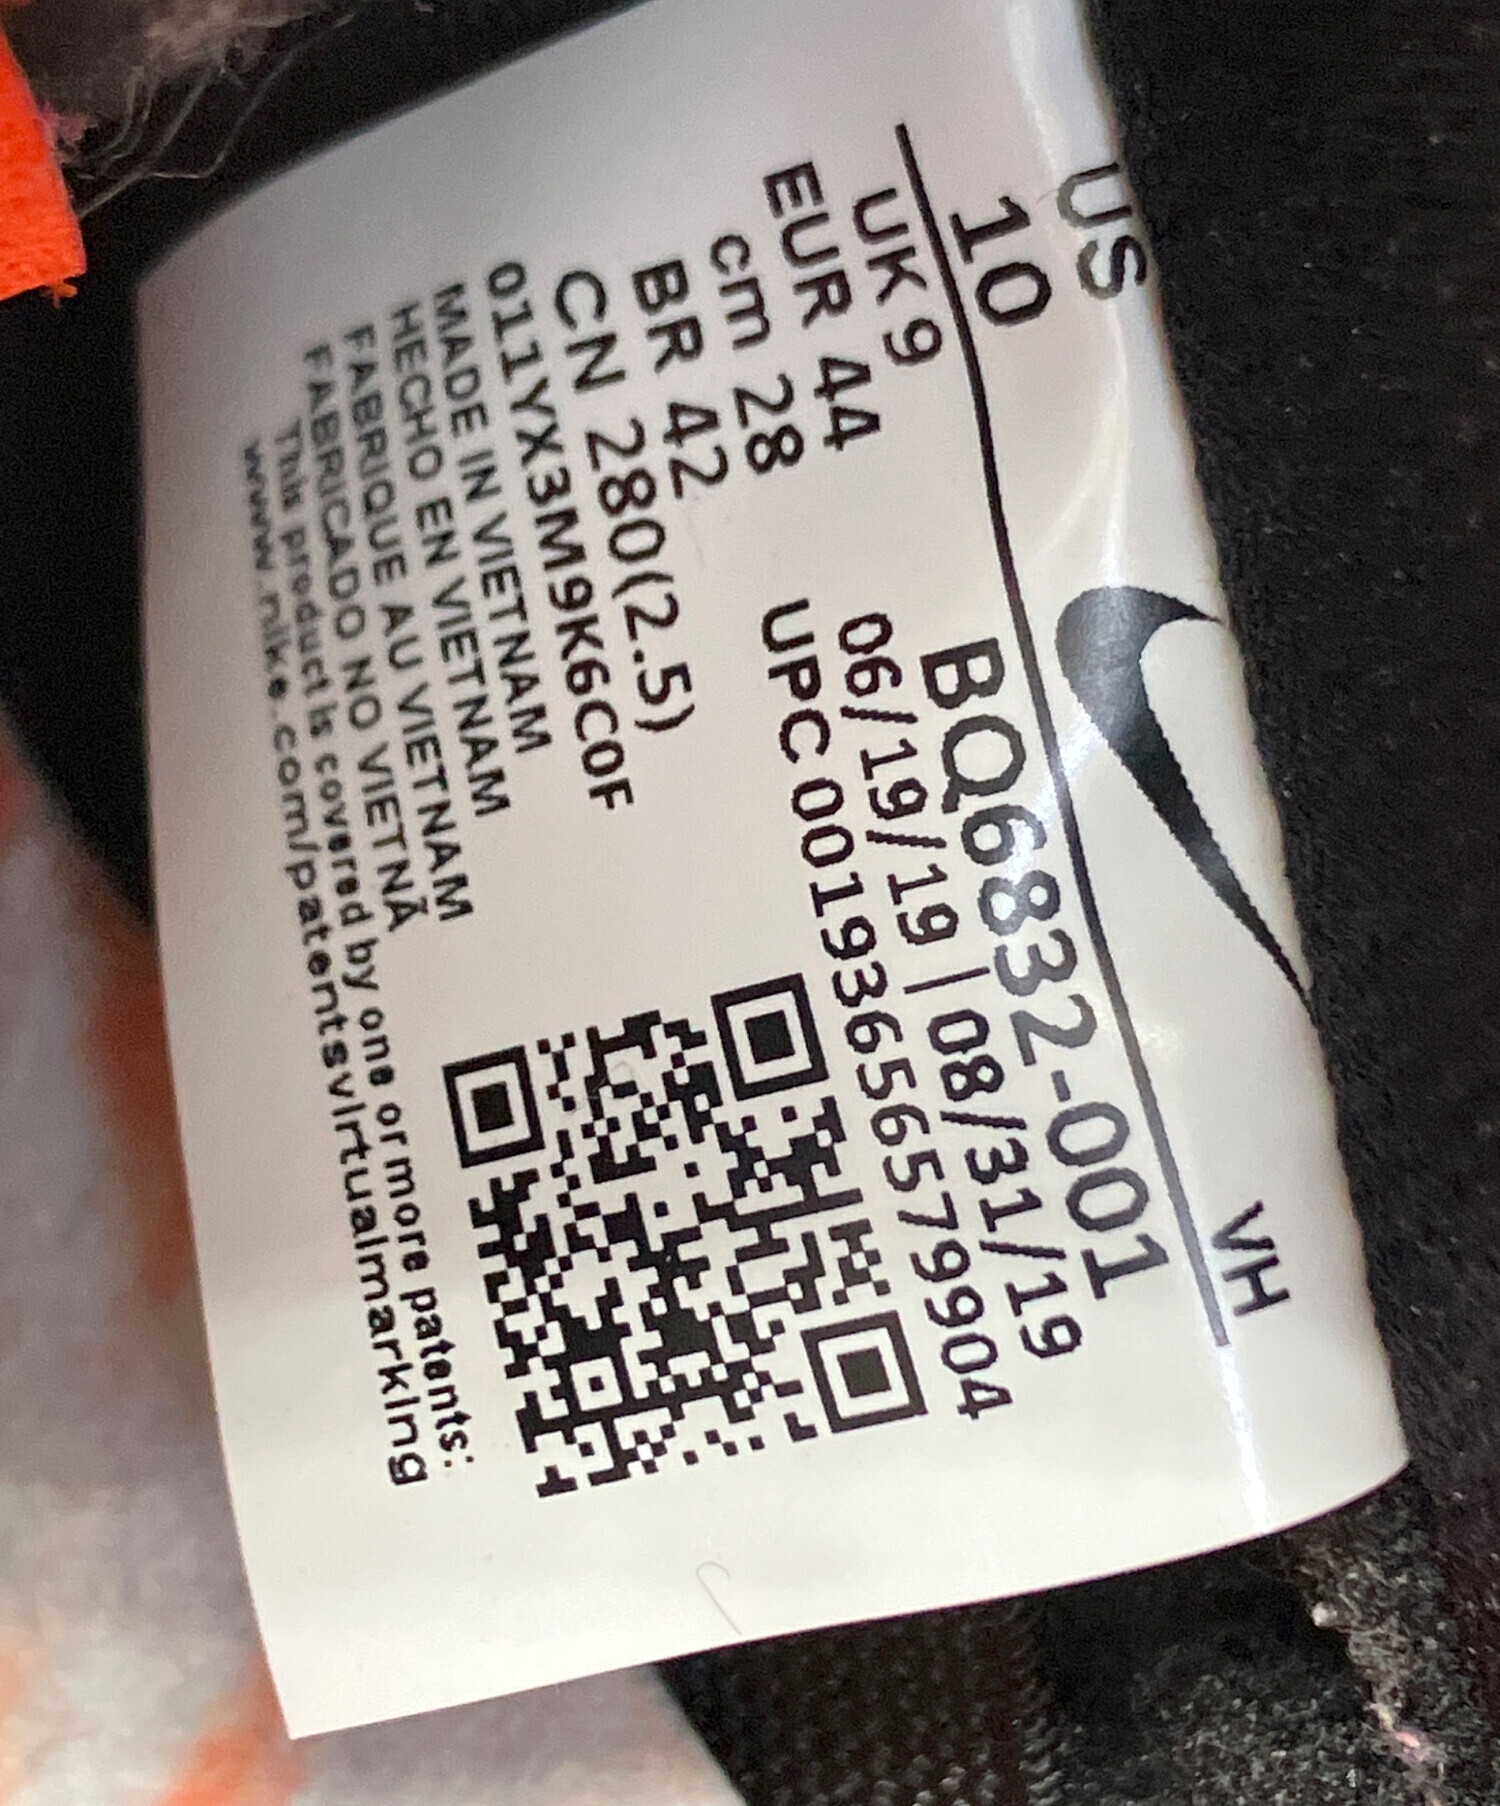 US
10
VH
UK 9
EUR 44
cm 28
BR 42
CN 280(2.5)
011YX3M9K6C0F
BQ6832-001
06/19/19 | 08/31/19
UPC 00193656579904
MADE IN VIETNAM
HECHO EN VIETNAM
FABRIQUE AU VIETNAM
FABRICADO NO VIETNÃ
This product is covered by one or more patents:
www.nike.com/patentsvirtualmarking